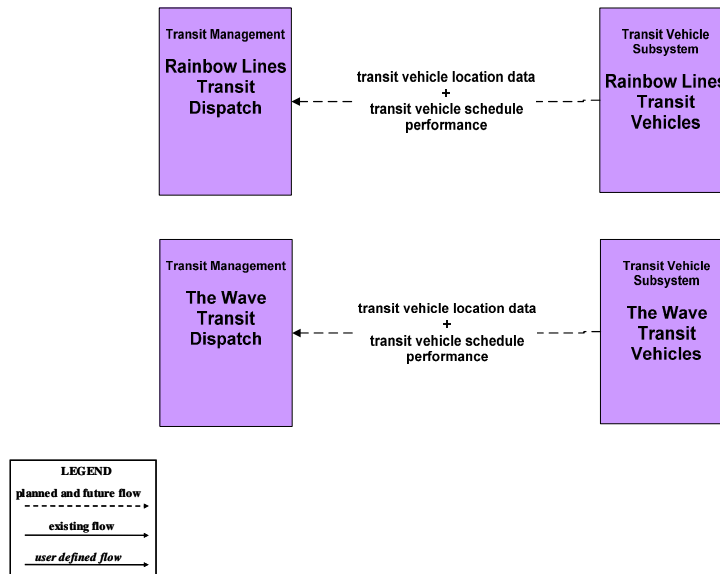 Transit Management
Rainbow Lines
Transit
Dispatch
transit vehicle location data
+
transit vehicle schedule
performance
Transit Vehicle
Subsystem
Rainbow Lines
Transit
Vehicles
Transit Management
The Wave
Transit
Dispatch
transit vehicle location data
+
transit vehicle schedule
performance
Transit Vehicle
Subsystem
The Wave
Transit
Vehicles
LEGEND
planned and future flow
existing flow
user defined flow